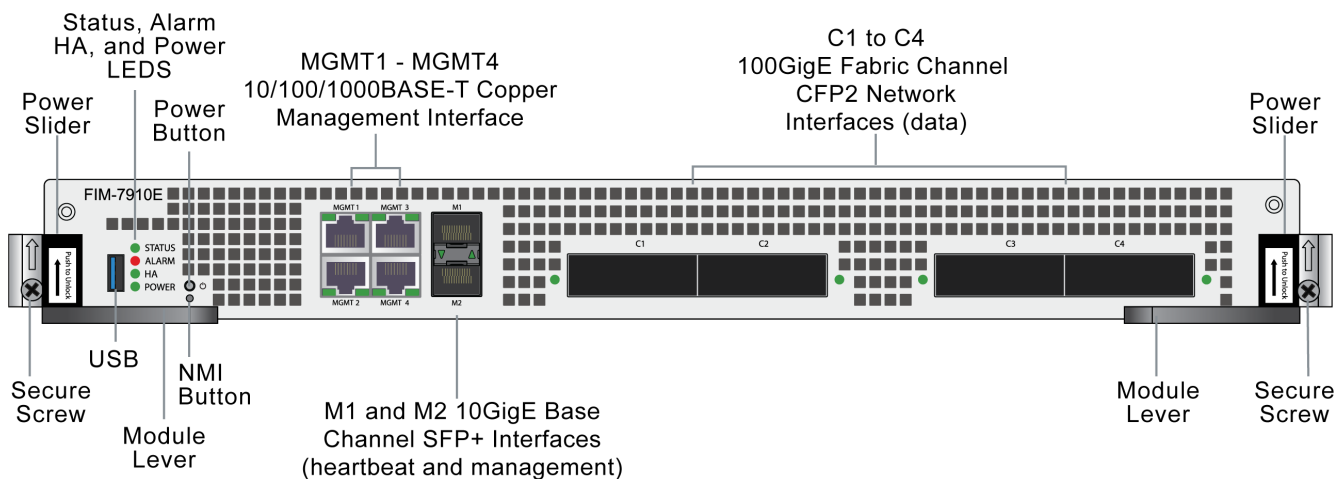 Status, Alarm
HA, and Power
LEDS
MGMT1 - MGMT4
10/100/1000BASE-T Copper
Management Interface
C1 to C4
100GigE Fabric Channel
CFP2 Network
Interfaces (data)
Power
Slider
Power
Button
Power
Slider
FIM-7910E
MGMT 1
MGMT 3
M1
STATUS
ALARM
HA
POWER
C1
C2
C3
C4
Push to Unlock
Push to Unlock
MGMT 2
MGMT 4
M2
USB
NMI
Button
Secure
Screw
Module
Lever
M1 and M2 10GigE Base
Channel SFP+ Interfaces
(heartbeat and management)
Module
Lever
Secure
Screw